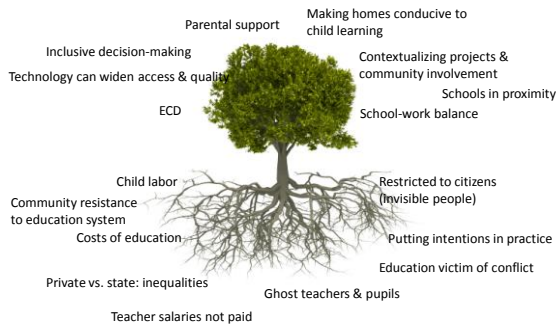 Parental support
Making homes conducive to
child learning
Inclusive decision-making
Contextualizing projects &
community involvement
Technology can widen access & quality
Schools in proximity
ECD
School-work balance
Child labor
Restricted to citizens
(Invisible people)
Community resistance
to education system
Costs of education
Putting intentions in practice
Education victim of conflict
Private vs. state: inequalities
Ghost teachers & pupils
Teacher salaries not paid